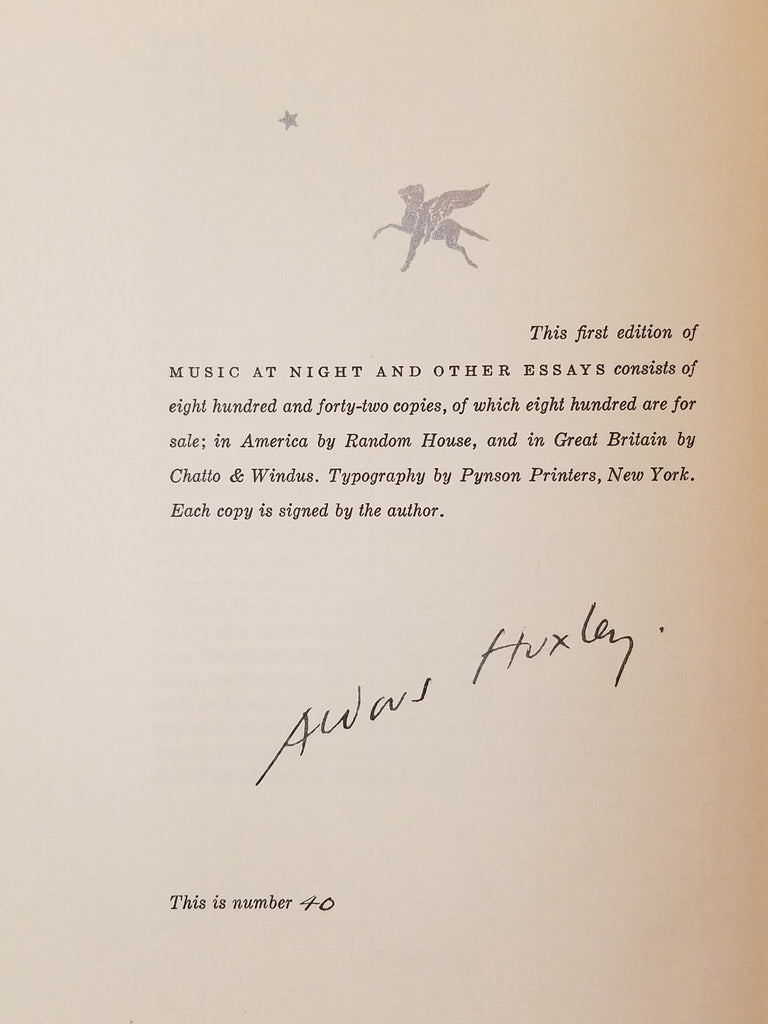 This first edition of
MUSIC AT NIGHT AND OTHER ESSAYS consists of
eight hundred and forty-two copies, of which eight hundred are for
sale; in America by Random House, and in Great Britain by
Chatto & Windus. Typography by Pynson Printers, New York.
Each copy is signed by the author.
Aldous Huxley.
This is number 40